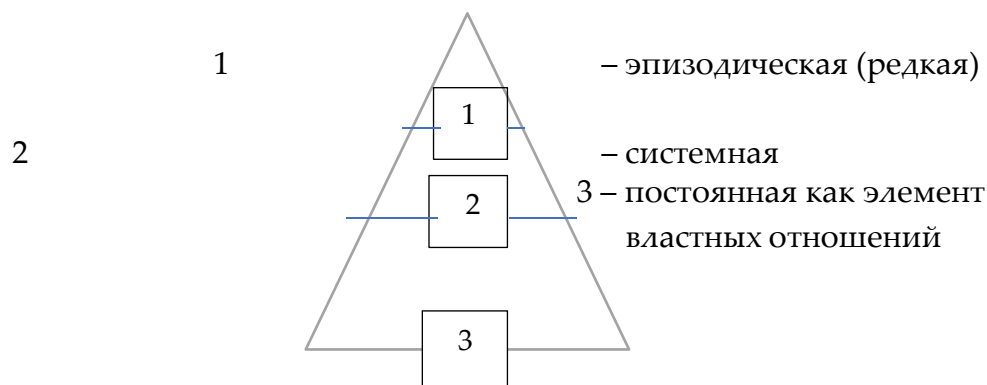 1 – эпизодическая (редкая)
1
2 – системная
2
3 – постоянная как элемент
властных отношений
3